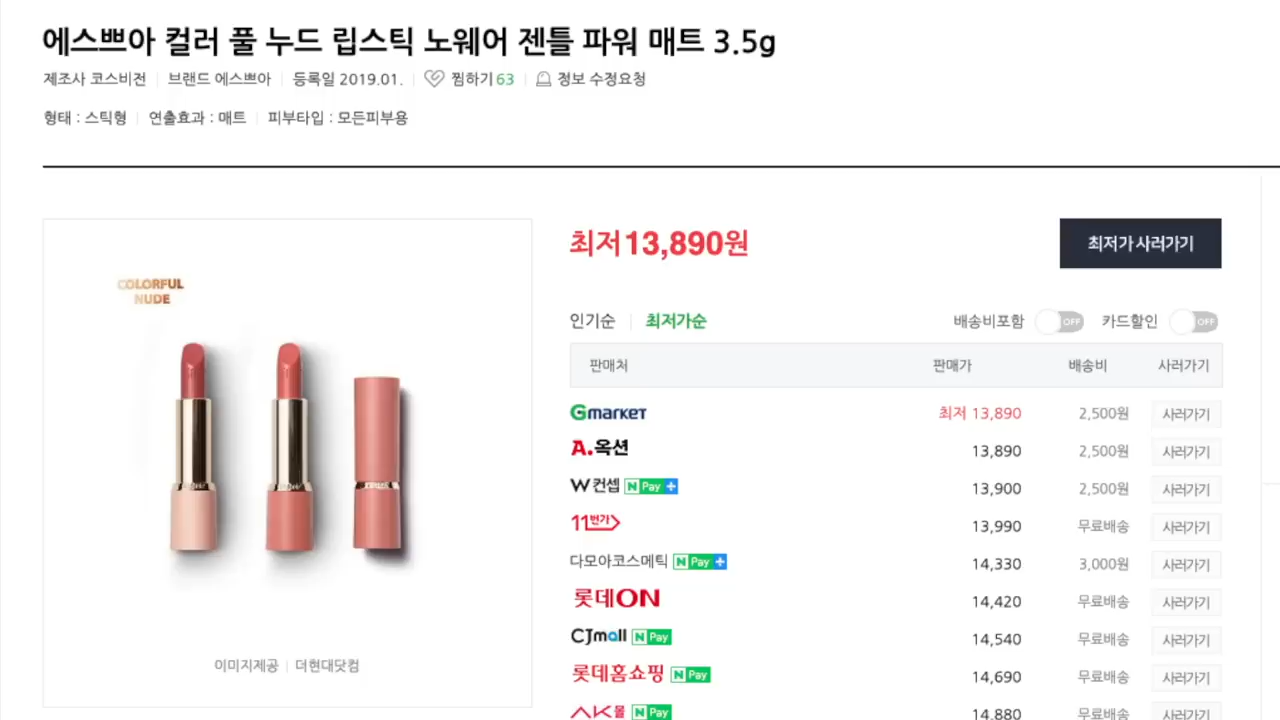 에스쁘아 컬러 풀 누드 립스틱 노웨어 젠틀 파워 매트 3.5g
제조사 코스비전 브랜드 에스쁘아 등록일 2019.01. 찜하기 63 정보 수정요청
형태 : 스틱형 연출효과 : 매트 피부타입 : 모든피부용
COLORFUL
NUDE
이미지제공 더현대닷컴
최저 13,890원 최저가 사러가기
인기순 최저가순 배송비포함 OFF 카드할인 OFF
판매처 판매가 배송비 사러가기
Gmarket 최저 13,890 2,500원 사러가기
A.옥션 13,890 2,500원 사러가기
W컨셉 N Pay + 13,900 2,500원 사러가기
11번가 13,990 무료배송 사러가기
다모아코스메틱 N Pay + 14,330 3,000원 사러가기
롯데ON 14,420 무료배송 사러가기
CJmall N Pay 14,540 무료배송 사러가기
롯데홈쇼핑 N Pay 14,690 무료배송 사러가기
AK몰 N Pay 14,880 무료배송 사러가기